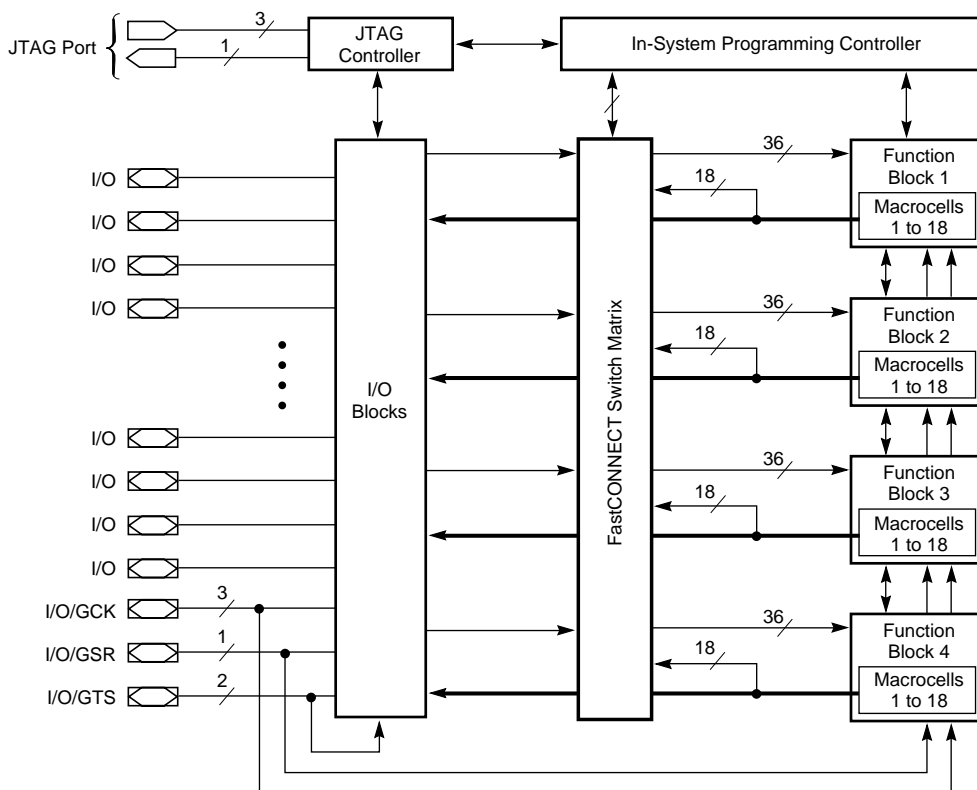 JTAG Port
3
1
JTAG
Controller
In-System Programming Controller
I/O
I/O
I/O
I/O
I/O
I/O
I/O
I/O
I/O/GCK
3
I/O/GSR
1
I/O/GTS
2
I/O
Blocks
FastCONNECT Switch Matrix
36
18
Function
Block 1
Macrocells
1 to 18
36
18
Function
Block 2
Macrocells
1 to 18
36
18
Function
Block 3
Macrocells
1 to 18
36
18
Function
Block 4
Macrocells
1 to 18